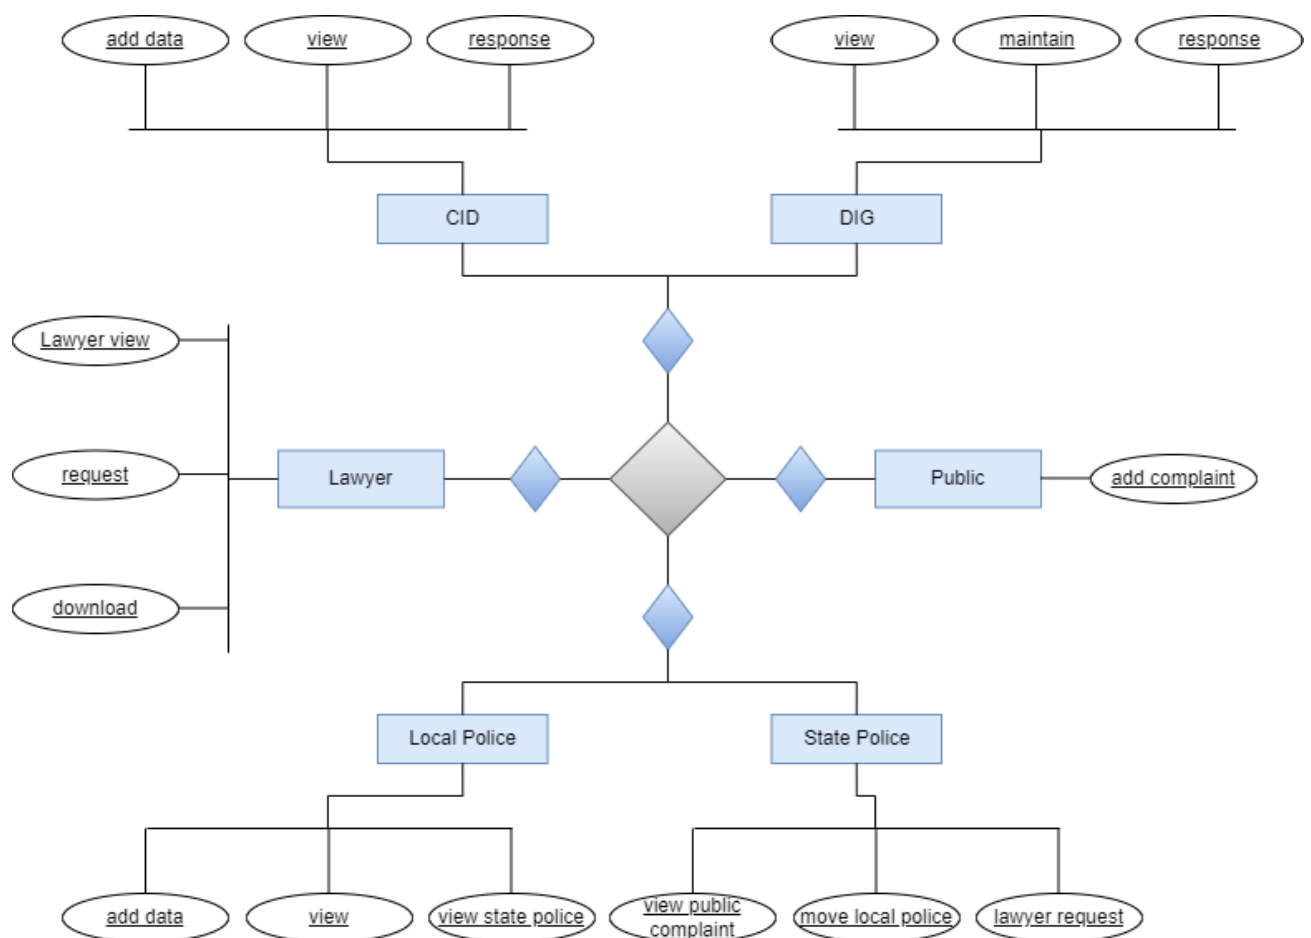 add data
view
response
view
maintain
response
CID
DIG
Lawyer view
request
Lawyer
Public
add complaint
download
Local Police
State Police
add data
view
view state police
view public
complaint
move local police
lawyer request